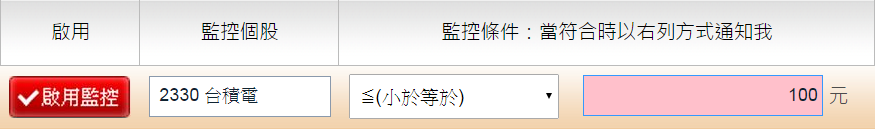 啟用 監控個股 監控條件：當符合時以右列方式通知我
啟用監控 2330 台積電 ≦(小於等於) 100 元